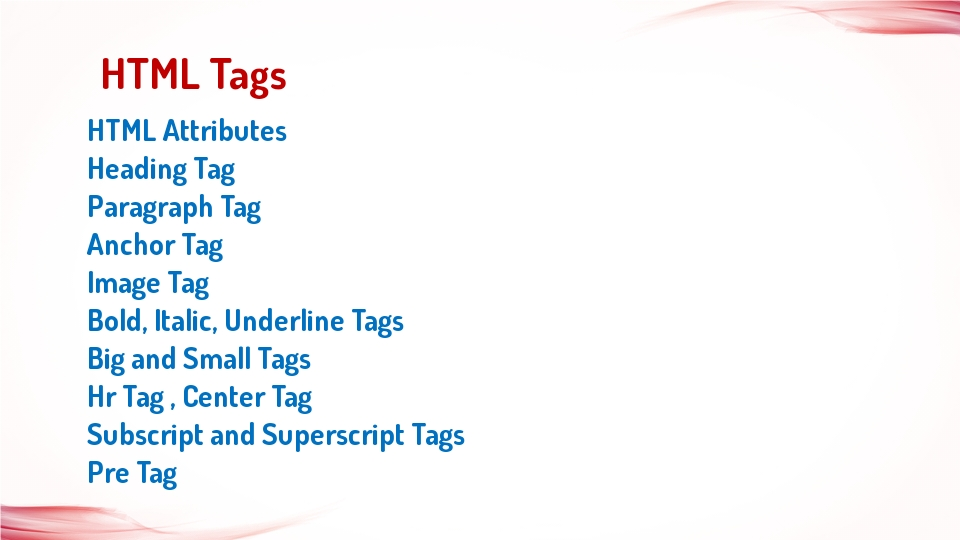 HTML Tags
HTML Attributes
Heading Tag
Paragraph Tag
Anchor Tag
Image Tag
Bold, Italic, Underline Tags
Big and Small Tags
Hr Tag , Center Tag
Subscript and Superscript Tags
Pre Tag